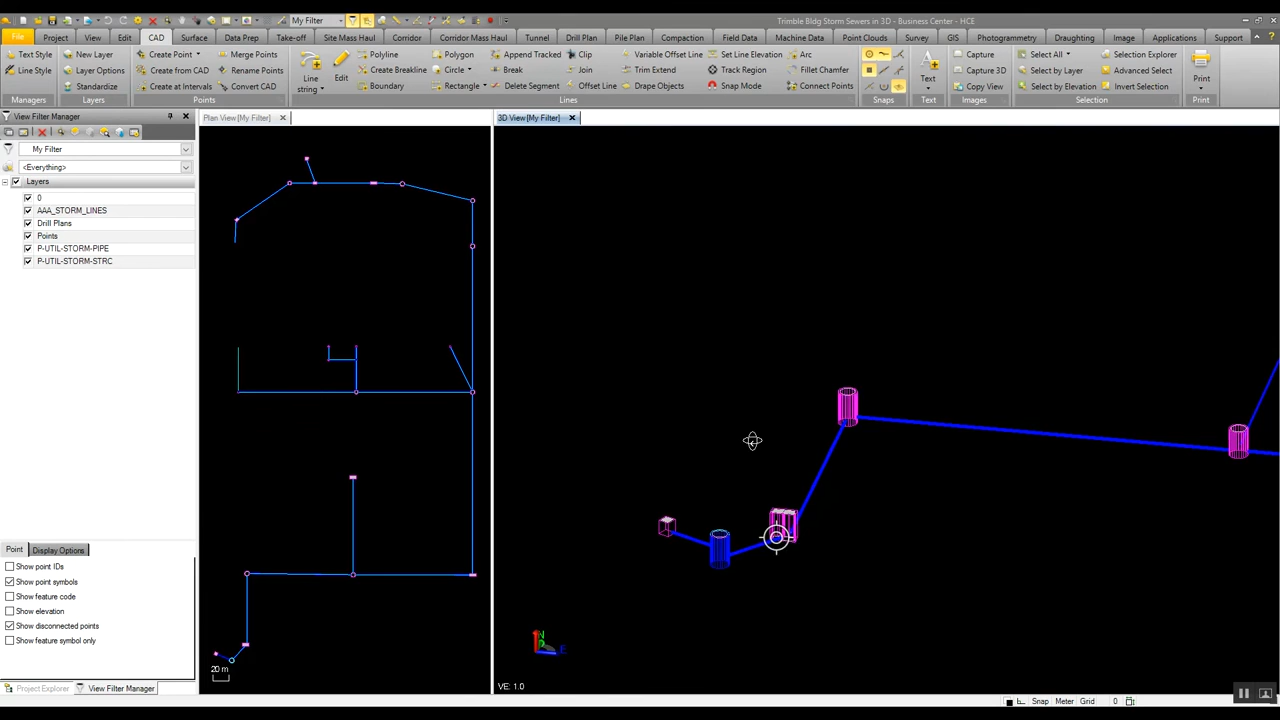 My Filter
Trimble Bldg Storm Sewers in 3D - Business Center - HCE
File Project View Edit CAD Surface Data Prep Take-off Site Mass Haul Corridor Corridor Mass Haul Tunnel Drill Plan Pile Plan Compaction Machine Data Point Clouds Survey GIS Photogrammetry Draughting Image Applications Support
Text Style New Layer Create Point Merge Points Polyline Polygon Append Tracked Clip Variable Offset Line Set Line Elevation Arc Capture Select All Selection Explorer
Line Style Layer Options Create from CAD Rename Points Line string Edit Create Breakline Circle Break Join Trim Extend Track Region Fillet Chamfer Text Capture 3D Select by Layer Advanced Select Print
Standardize Create at Intervals Convert CAD Boundary Rectangle Delete Segment Offset Line Drape Objects Snap Mode Connect Points Copy View Select by Elevation Invert Selection
Managers Layers Points Lines Snaps Text Images Selection Print
View Filter Manager
Plan View [My Filter]
3D View [My Filter]
My Filter
<Everything>
Layers
0
AAA_STORM_LINES
Drill Plans
Points
P-UTIL-STORM-PIPE
P-UTIL-STORM-STRC
Point Display Options
Show point IDs
Show point symbols
Show feature code
Show elevation
Show disconnected points
Show feature symbol only
20 m
N
E
VE: 1.0
Project Explorer View Filter Manager
Snap Meter Grid 0